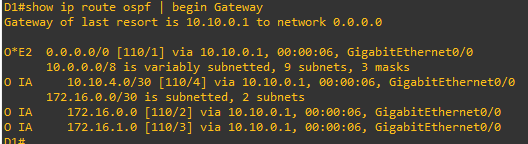 D1#show ip route ospf | begin Gateway
Gateway of last resort is 10.10.0.1 to network 0.0.0.0
O*E2  0.0.0.0/0 [110/1] via 10.10.0.1, 00:00:06, GigabitEthernet0/0
      10.0.0.0/8 is variably subnetted, 9 subnets, 3 masks
O IA     10.10.4.0/30 [110/4] via 10.10.0.1, 00:00:06, GigabitEthernet0/0
      172.16.0.0/30 is subnetted, 2 subnets
O IA     172.16.0.0 [110/2] via 10.10.0.1, 00:00:06, GigabitEthernet0/0
O IA     172.16.1.0 [110/3] via 10.10.0.1, 00:00:06, GigabitEthernet0/0
D1#